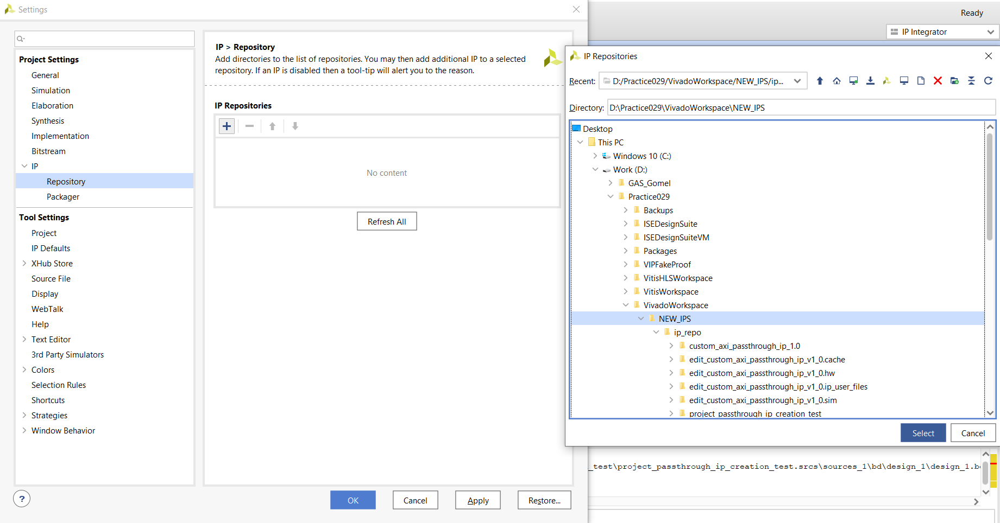 Settings
Project Settings
General
Simulation
Elaboration
Synthesis
Implementation
Bitstream
IP
Repository
Packager
Tool Settings
Project
IP Defaults
XHub Store
Source File
Display
WebTalk
Help
Text Editor
3rd Party Simulators
Colors
Selection Rules
Shortcuts
Strategies
Window Behavior
IP > Repository
Add directories to the list of repositories. You may then add additional IP to a selected
repository. If an IP is disabled then a tool-tip will alert you to the reason.
IP Repositories
No content
Refresh All
?
OK
Cancel
Apply
Restore...
Ready
IP Integrator
IP Repositories
Recent: D:/Practice029/VivadoWorkspace/NEW_IPS/ip...
Directory: D:\Practice029\VivadoWorkspace\NEW_IPS
Desktop
This PC
Windows 10 (C:)
Work (D:)
GAS_Gomel
Practice029
Backups
ISEDesignSuite
ISEDesignSuiteVM
Packages
VIPFakeProof
VitisHLSWorkspace
VitisWorkspace
VivadoWorkspace
NEW_IPS
ip_repo
custom_axi_passthrough_ip_1.0
edit_custom_axi_passthrough_ip_v1_0.cache
edit_custom_axi_passthrough_ip_v1_0.hw
edit_custom_axi_passthrough_ip_v1_0.ip_user_files
edit_custom_axi_passthrough_ip_v1_0.sim
project_passthrough_ip_creation_test
Select
Cancel
_test\project_passthrough_ip_creation_test.srcs\sources_1\bd\design_1\design_1.b